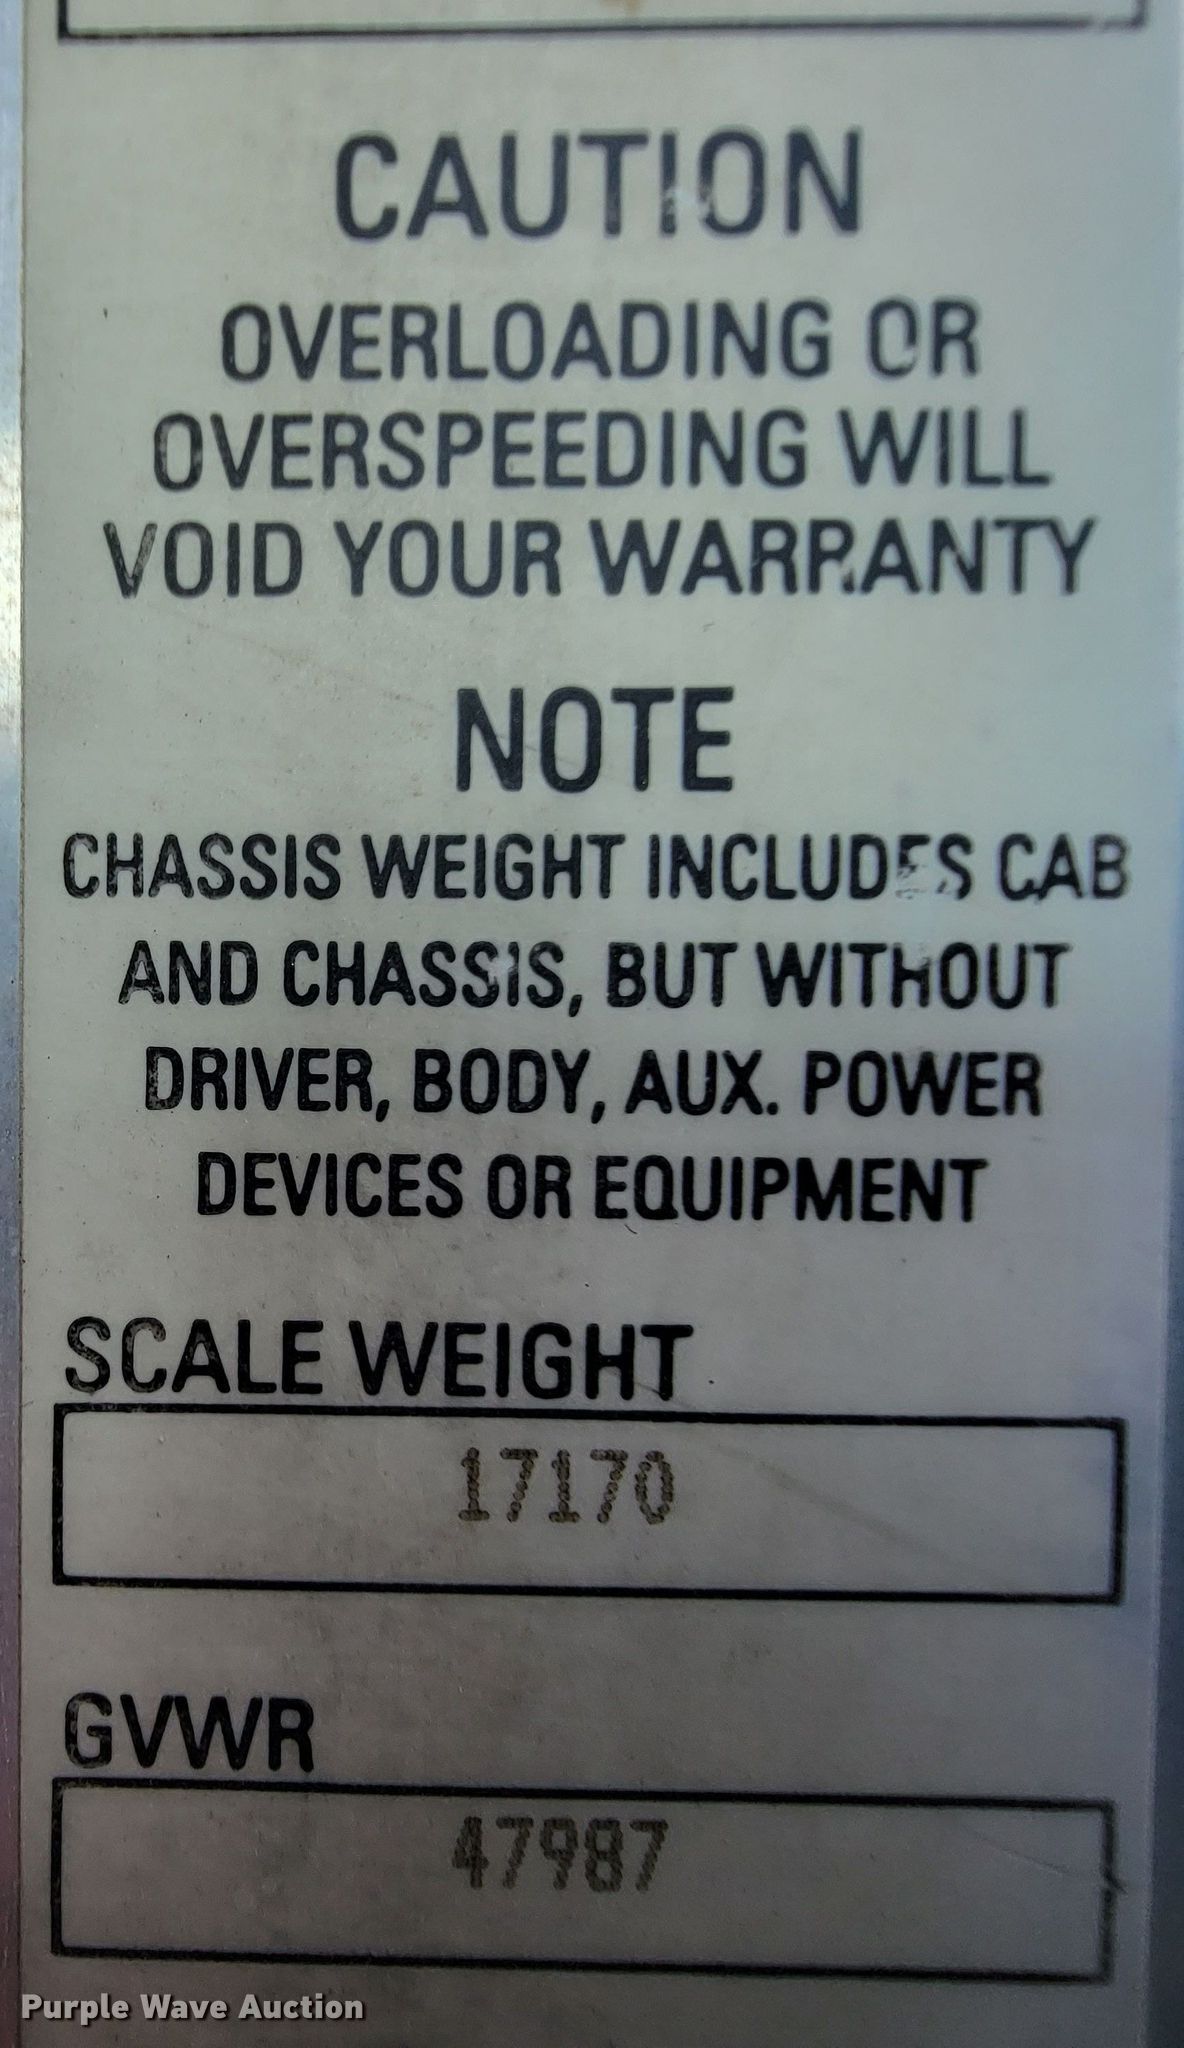 CAUTION
OVERLOADING OR
OVERSPEEDING WILL
VOID YOUR WARRANTY
NOTE
CHASSIS WEIGHT INCLUDES CAB
AND CHASSIS, BUT WITHOUT
DRIVER, BODY, AUX. POWER
DEVICES OR EQUIPMENT
SCALE WEIGHT
17170
GVWR
47987
Purple Wave Auction